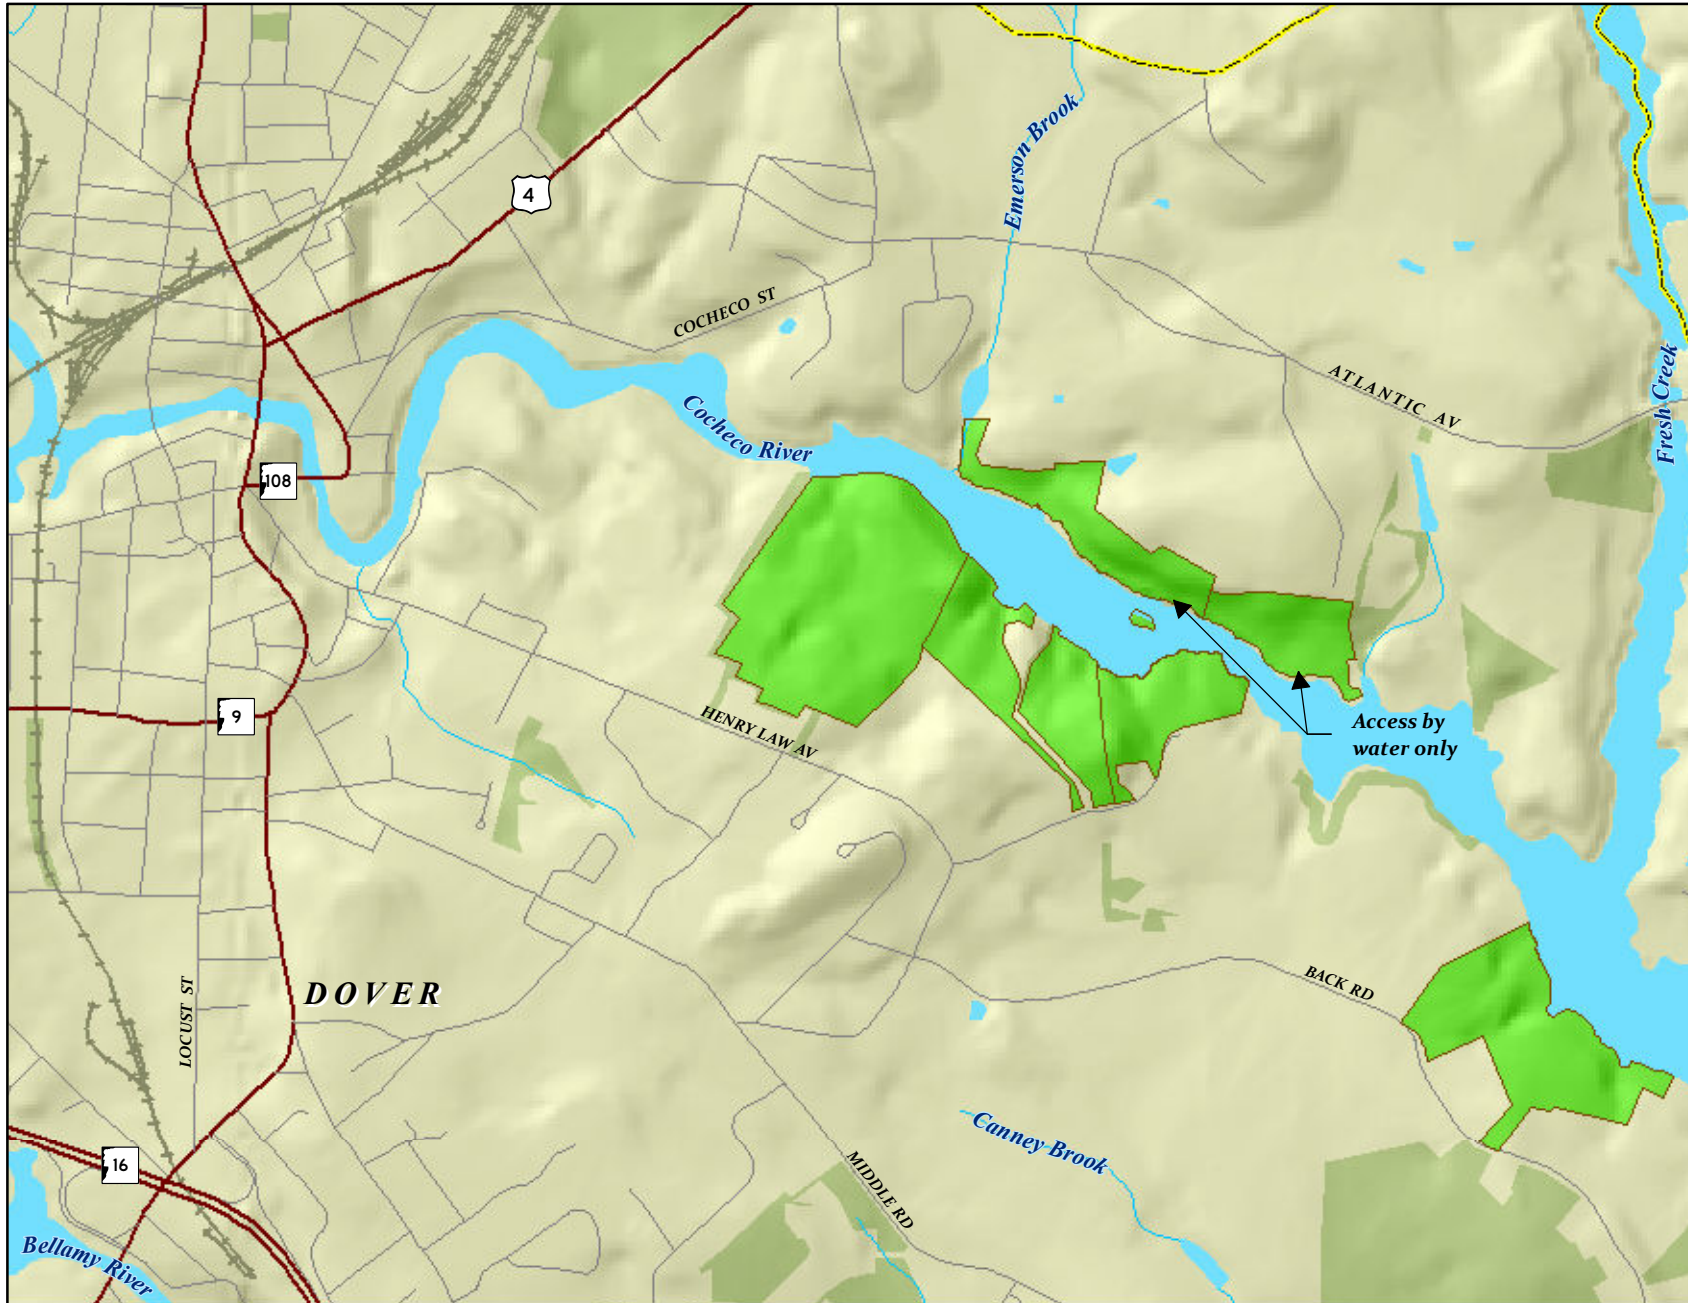 Emerson Brook
4
COCHECO ST
Fresh Creek
ATLANTIC AV
Cocheco River
108
HENRY LAW AV
9
Access by
water only
DOVER
BACK RD
LOCUST ST
Canney Brook
MIDDLE RD
16
Bellamy River